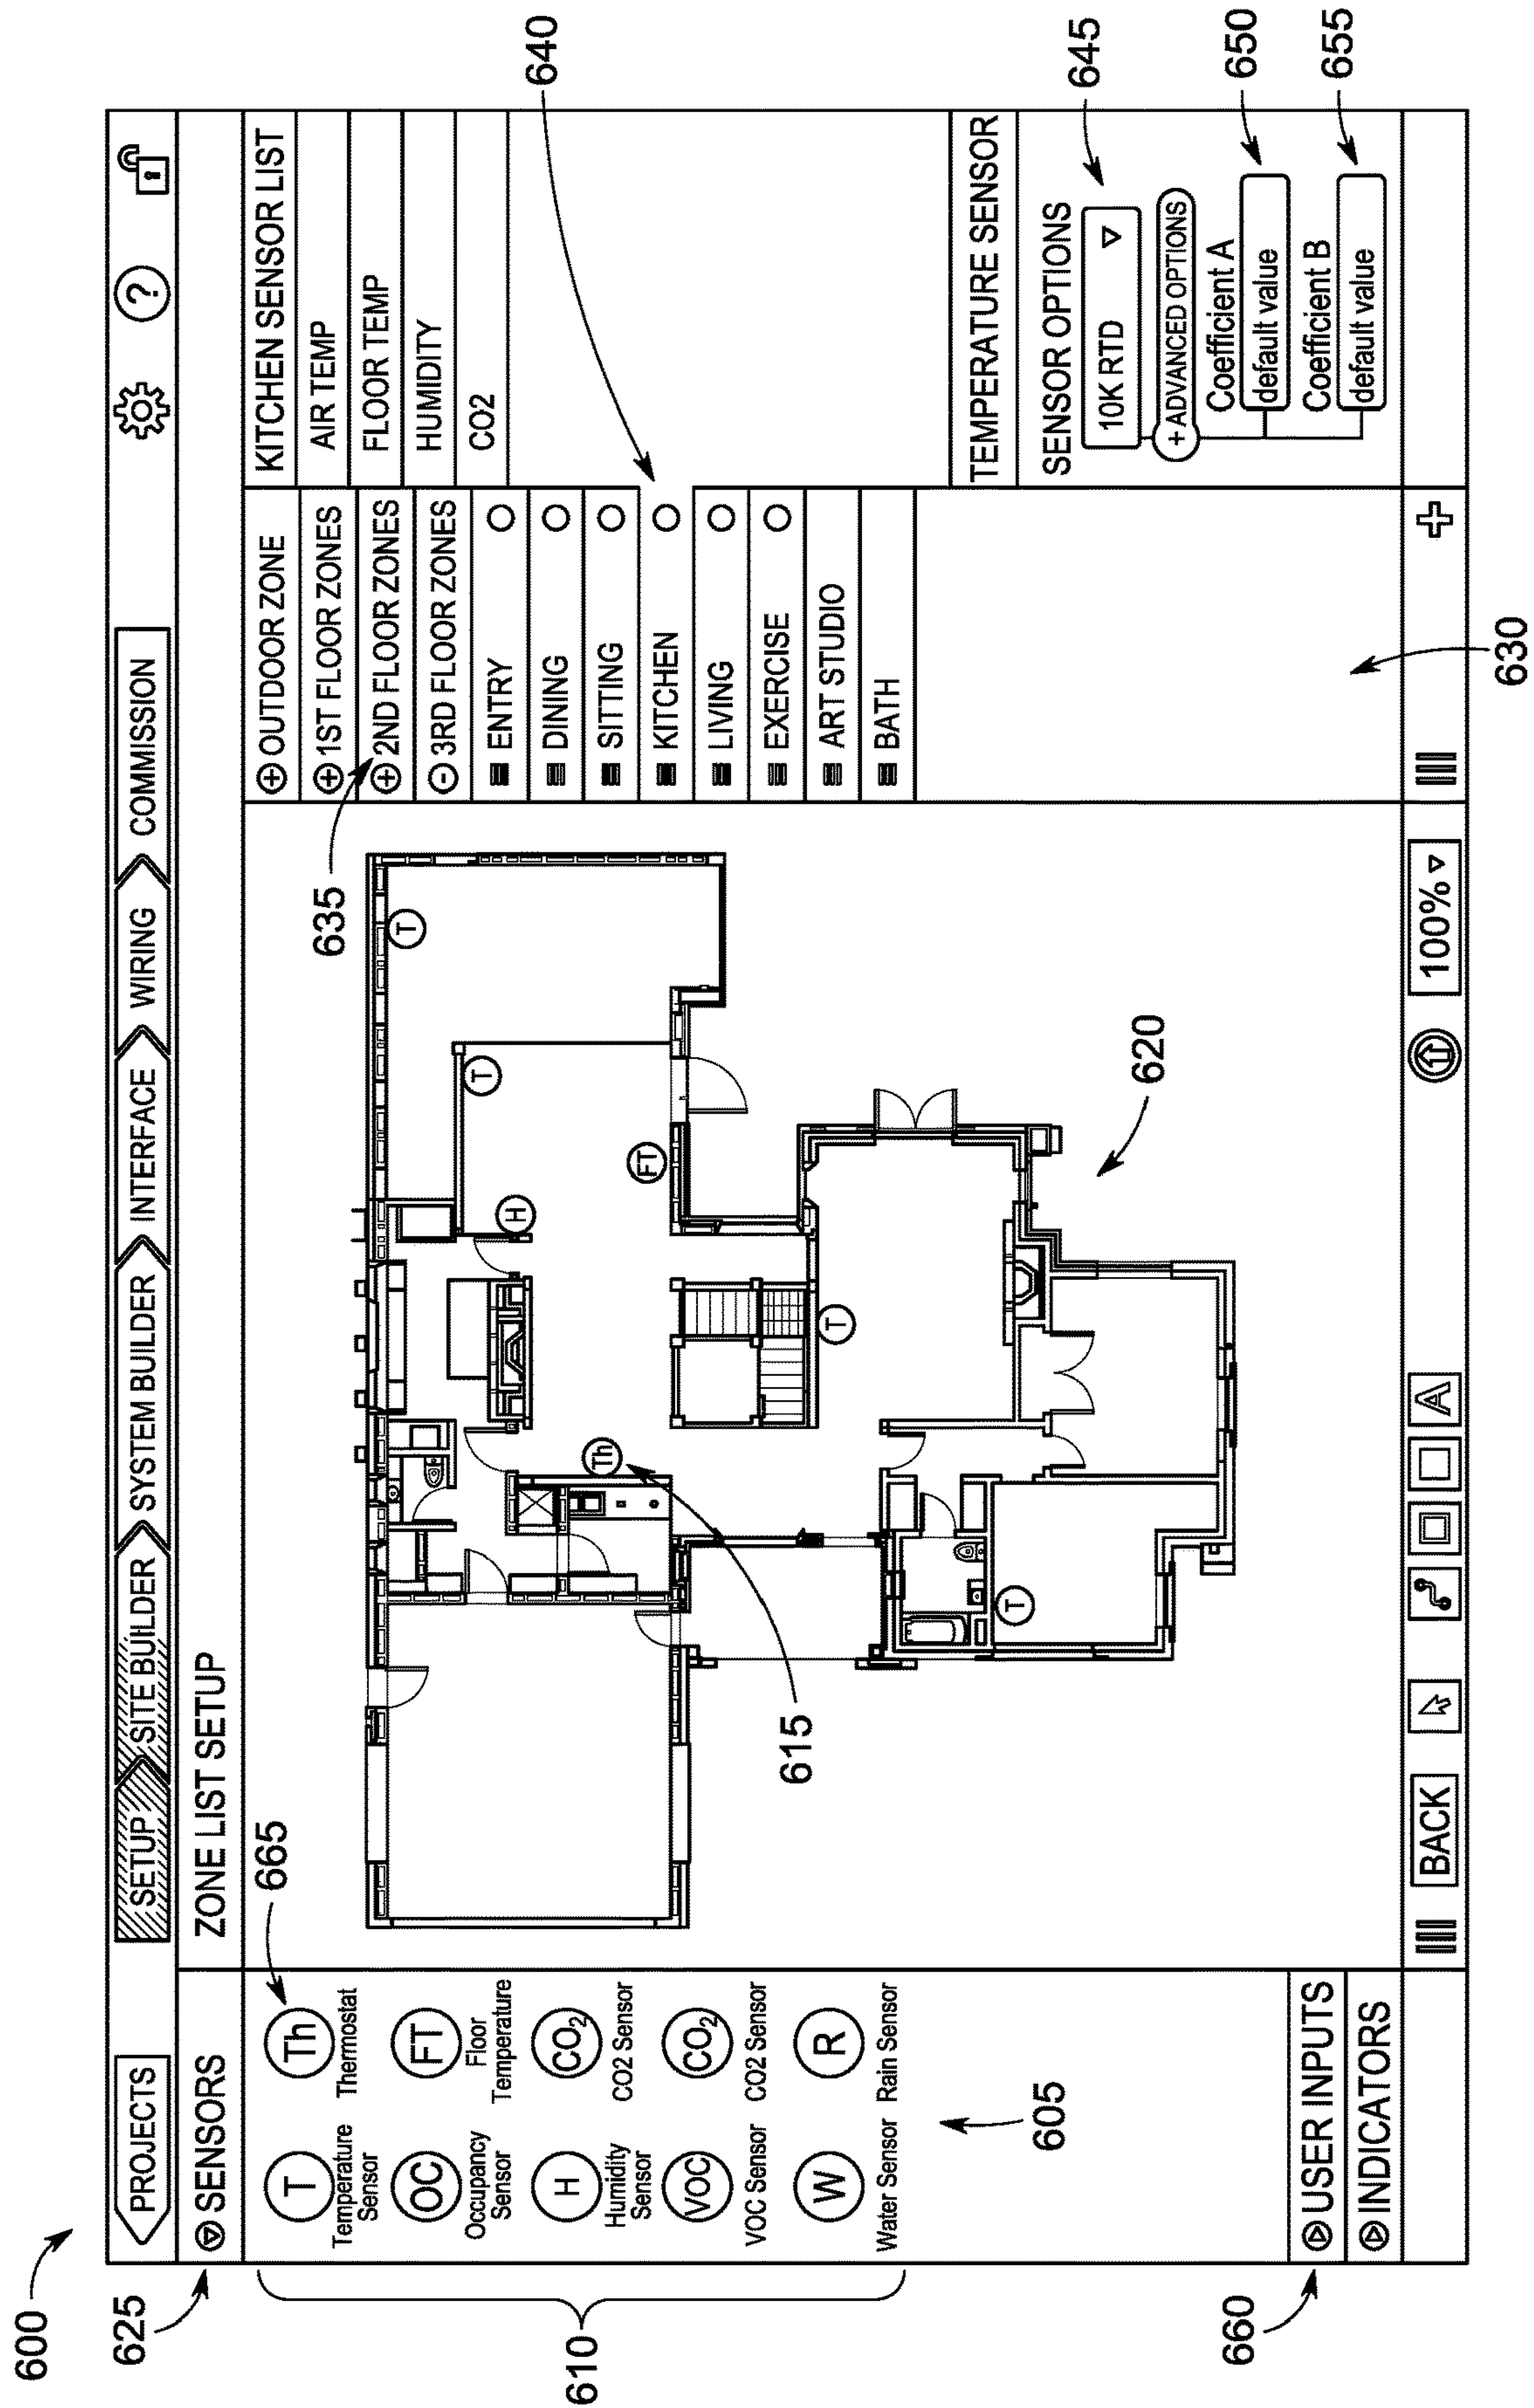 600
PROJECTS
SETUP
SITE BUILDER
SYSTEM BUILDER
INTERFACE
WIRING
COMMISSION
?
625
SENSORS
665
ZONE LIST SETUP
610
T
Temperature
Sensor
Th
Thermostat
OC
Occupancy
Sensor
FT
Floor
Temperature
H
Humidity
Sensor
CO2
CO2 Sensor
VOC
VOC Sensor
CO2
CO2 Sensor
W
Water Sensor
R
Rain Sensor
605
660
USER INPUTS
INDICATORS
635
T
T
H
FT
Th
T
T
615
620
+ OUTDOOR ZONE
+ 1ST FLOOR ZONES
+ 2ND FLOOR ZONES
- 3RD FLOOR ZONES
ENTRY
DINING
SITTING
KITCHEN
LIVING
EXERCISE
ART STUDIO
BATH
630
KITCHEN SENSOR LIST
AIR TEMP
FLOOR TEMP
HUMIDITY
CO2
640
TEMPERATURE SENSOR
SENSOR OPTIONS
10K RTD
645
+ ADVANCED OPTIONS
Coefficient A
default value
650
Coefficient B
default value
655
BACK
A
100%